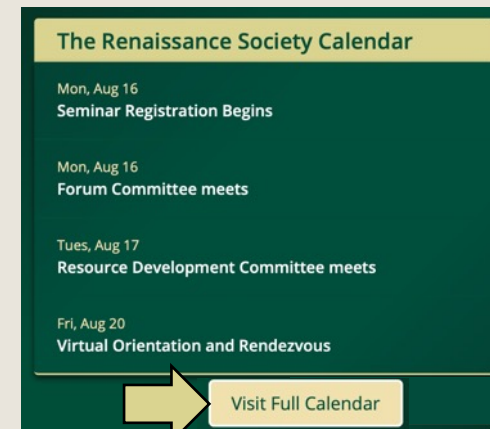 The Renaissance Society Calendar
Mon, Aug 16
Seminar Registration Begins
Mon, Aug 16
Forum Committee meets
Tues, Aug 17
Resource Development Committee meets
Fri, Aug 20
Virtual Orientation and Rendezvous
Visit Full Calendar